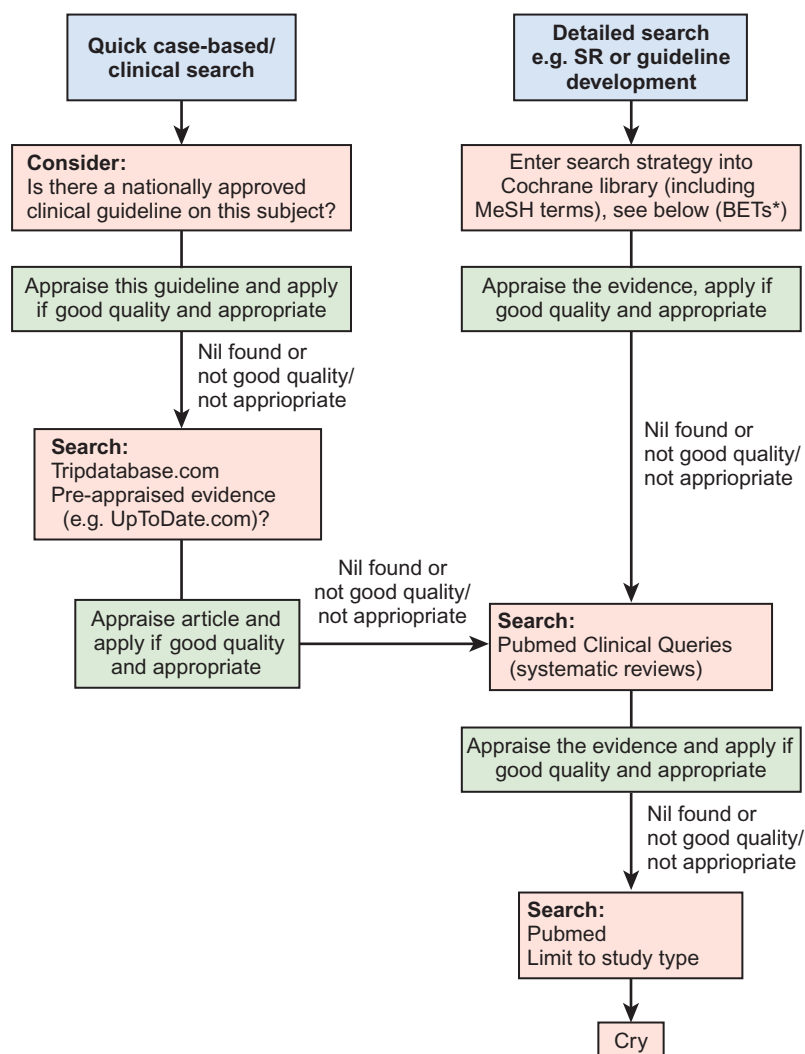 Quick case-based/
clinical search
Consider:
Is there a nationally approved
clinical guideline on this subject?
Appraise this guideline and apply
if good quality and appropriate
Nil found or
not good quality/
not appriopriate
Search:
Tripdatabase.com
Pre-appraised evidence
(e.g. UpToDate.com)?
Appraise article and
apply if good quality
and appropriate
Nil found or
not good quality/
not appriopriate
Detailed search
e.g. SR or guideline
development
Enter search strategy into
Cochrane library (including
MeSH terms), see below (BETs*)
Appraise the evidence, apply if
good quality and appropriate
Nil found or
not good quality/
not appriopriate
Search:
Pubmed Clinical Queries
(systematic reviews)
Appraise the evidence and apply if
good quality and appropriate
Nil found or
not good quality/
not appriopriate
Search:
Pubmed
Limit to study type
Cry